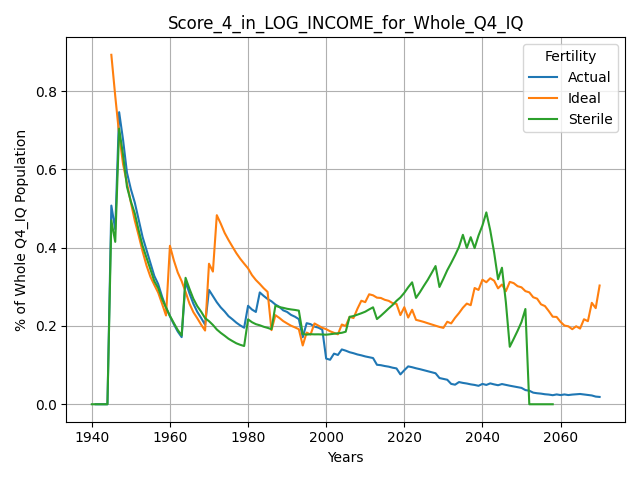 Score_4_in_LOG_INCOME_for_Whole_Q4_IQ
% of Whole Q4_IQ Population
0.8
0.6
0.4
0.2
0.0
1940 1960 1980 2000 2020 2040 2060
Years
Fertility
Actual
Ideal
Sterile